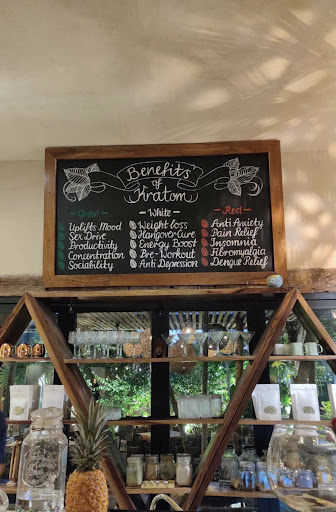 Benefits
of
Kratom
Green
Uplifts Mood
Sex Drive
Productivity
Concentration
Sociability
White
Weight loss
Hangover Cure
Energy Boost
Pre-Workout
Anti Depression
Red
Anti Anxiety
Pain Relief
Insomnia
Fibromyalgia
Dengue Relief